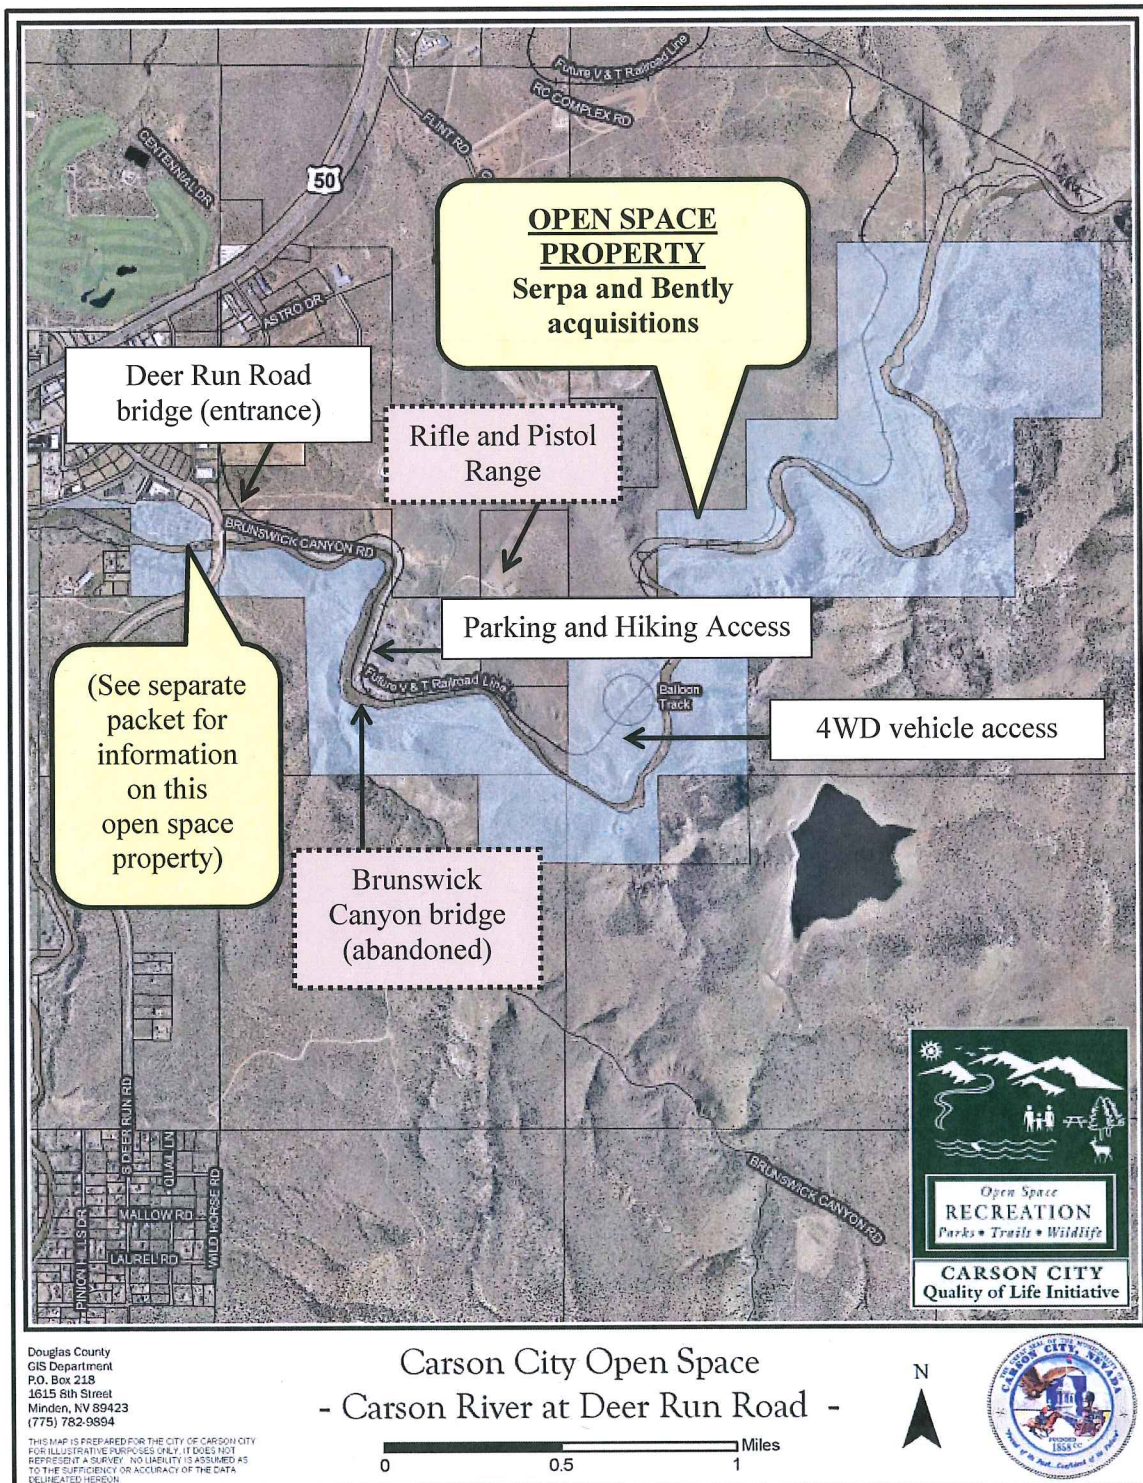 Future V & T Railroad Line
RC COMPLEX RD
FLINT RD
CENTENNIAL DR
50
OPEN SPACE
PROPERTY
Serpa and Bently
acquisitions
ASTRO DR
Deer Run Road
bridge (entrance)
Rifle and Pistol
Range
BRUNSWICK CANYON RD
Parking and Hiking Access
(See separate
packet for
information
on this
open space
property)
Future V & T Railroad Line
Balloon
Track
4WD vehicle access
Brunswick
Canyon bridge
(abandoned)
S DEER RUN RD
QUAIL LN
PINION HILLS DR
MALLOW RD
WILD HORSE RD
LAUREL RD
BRUNSWICK CANYON RD
Open Space
RECREATION
Parks • Trails • Wildlife
CARSON CITY
Quality of Life Initiative
Douglas County
GIS Department
P.O. Box 218
1615 8th Street
Minden, NV 89423
(775) 782-9894
THIS MAP IS PREPARED FOR THE CITY OF CARSON CITY
FOR ILLUSTRATIVE PURPOSES ONLY. IT DOES NOT
REPRESENT A SURVEY. NO LIABILITY IS ASSUMED AS
TO THE SUFFICIENCY OR ACCURACY OF THE DATA
DELINEATED HEREON.
Carson City Open Space
- Carson River at Deer Run Road -
Miles
0 0.5 1
N
CARSON CITY, NEVADA
FOUNDED
1858